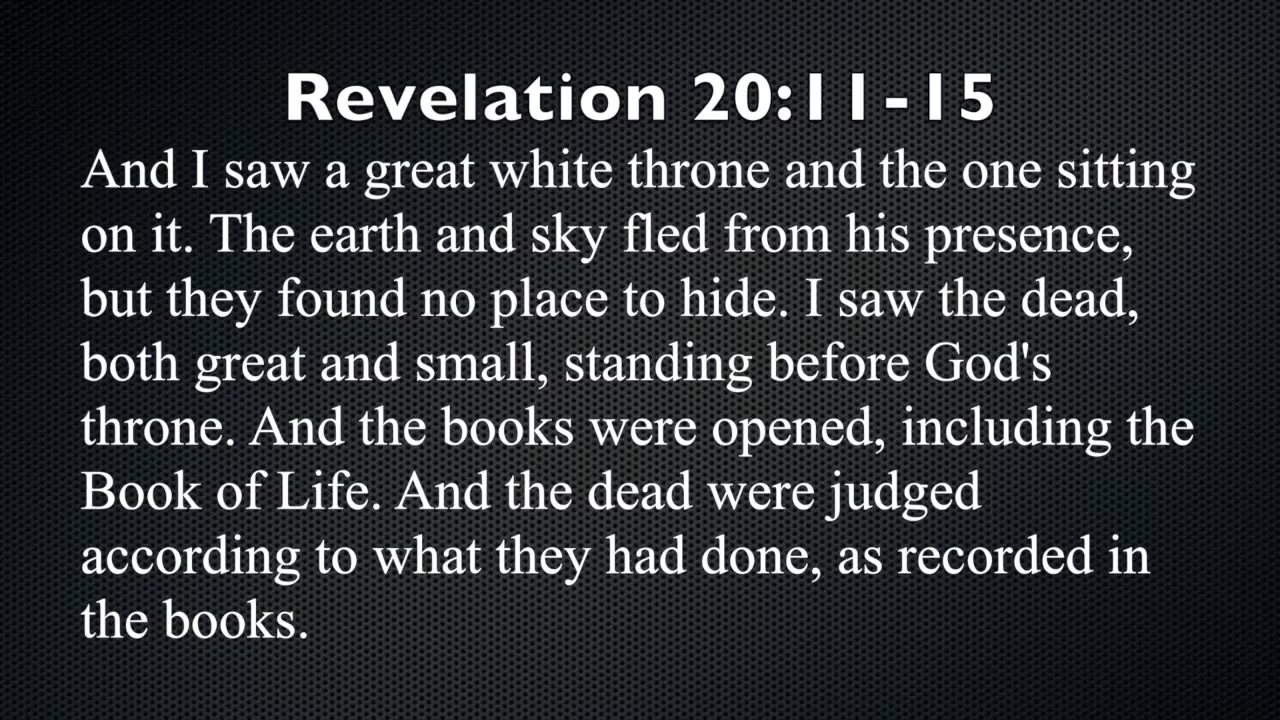 Revelation 20:11-15
And I saw a great white throne and the one sitting
on it. The earth and sky fled from his presence,
but they found no place to hide. I saw the dead,
both great and small, standing before God's
throne. And the books were opened, including the
Book of Life. And the dead were judged
according to what they had done, as recorded in
the books.